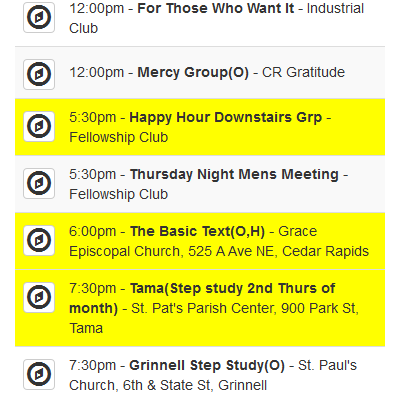 12:00pm - For Those Who Want It - Industrial
Club
12:00pm - Mercy Group(O) - CR Gratitude
5:30pm - Happy Hour Downstairs Grp -
Fellowship Club
5:30pm - Thursday Night Mens Meeting -
Fellowship Club
6:00pm - The Basic Text(O,H) - Grace
Episcopal Church, 525 A Ave NE, Cedar Rapids
7:30pm - Tama(Step study 2nd Thurs of
month) - St. Pat's Parish Center, 900 Park St,
Tama
7:30pm - Grinnell Step Study(O) - St. Paul's
Church, 6th & State St, Grinnell